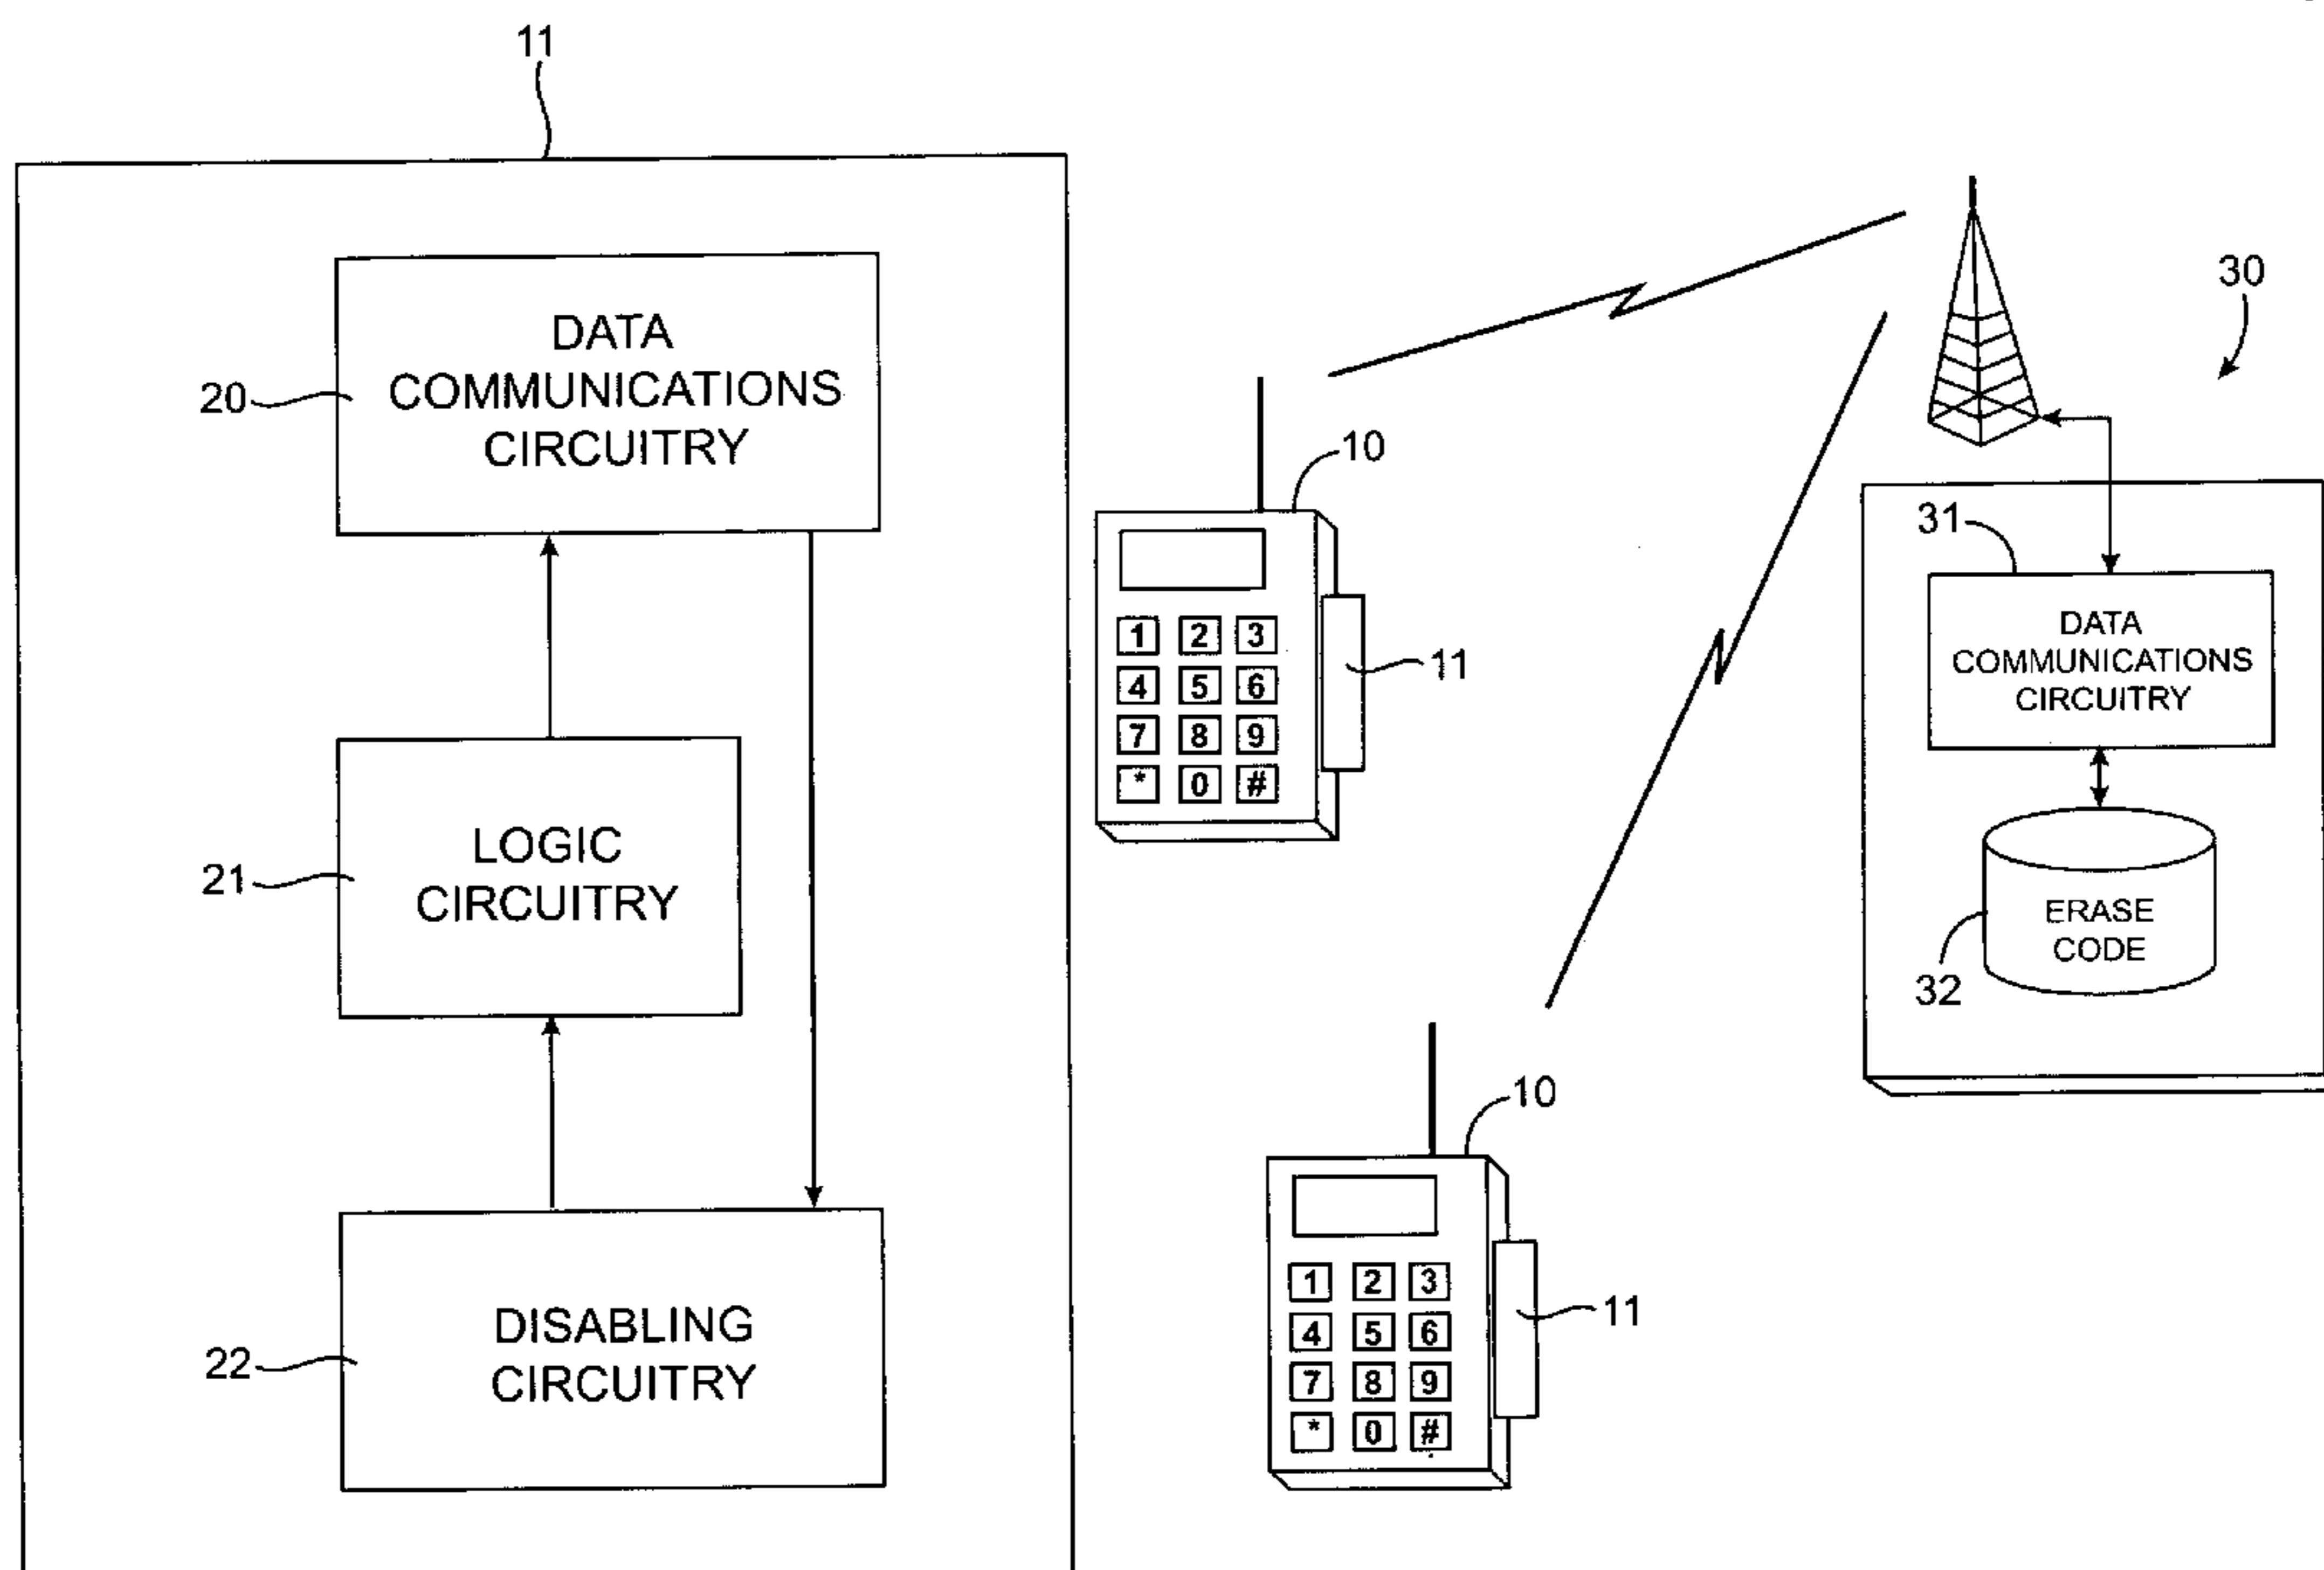 11
DATA
COMMUNICATIONS
CIRCUITRY
20
LOGIC
CIRCUITRY
21
DISABLING
CIRCUITRY
22
10
1 2 3
4 5 6
7 8 9
* 0 #
11
10
1 2 3
4 5 6
7 8 9
* 0 #
11
30
31
DATA
COMMUNICATIONS
CIRCUITRY
ERASE
CODE
32